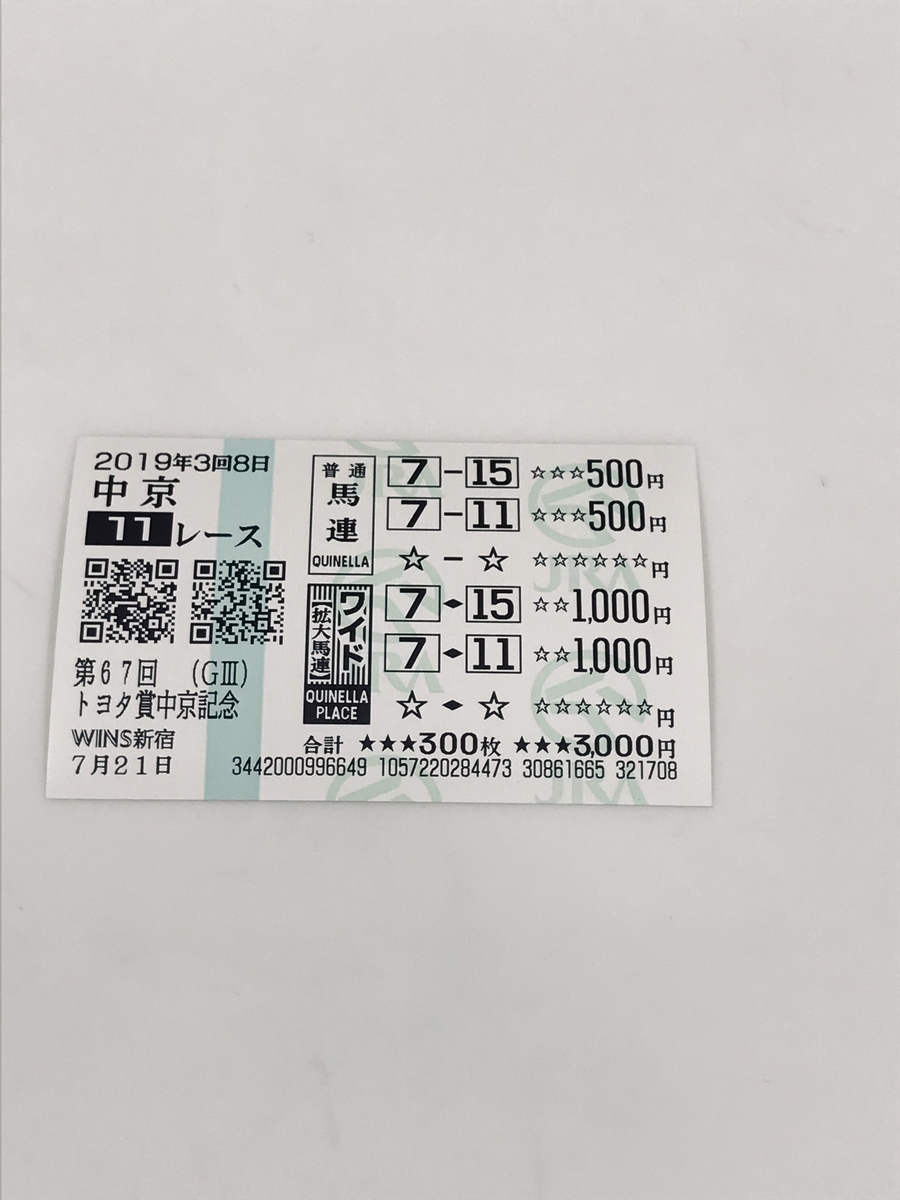 2019年3回8日
中京
11レース
第67回 (GⅢ)
トヨタ賞中京記念
WINS新宿
7月21日
普通
馬連
QUINELLA
7-15 ☆☆☆500円
7-11 ☆☆☆500円
☆-☆ ☆☆☆☆☆☆円
ワイド
【拡大馬連】
QUINELLA
PLACE
7◆15 ☆☆1,000円
7◆11 ☆☆1,000円
☆◆☆ ☆☆☆☆☆☆円
合計 ★★★300枚 ★★★3,000円
3442000996649 1057220284473 30861665 321708
JRA
JRA